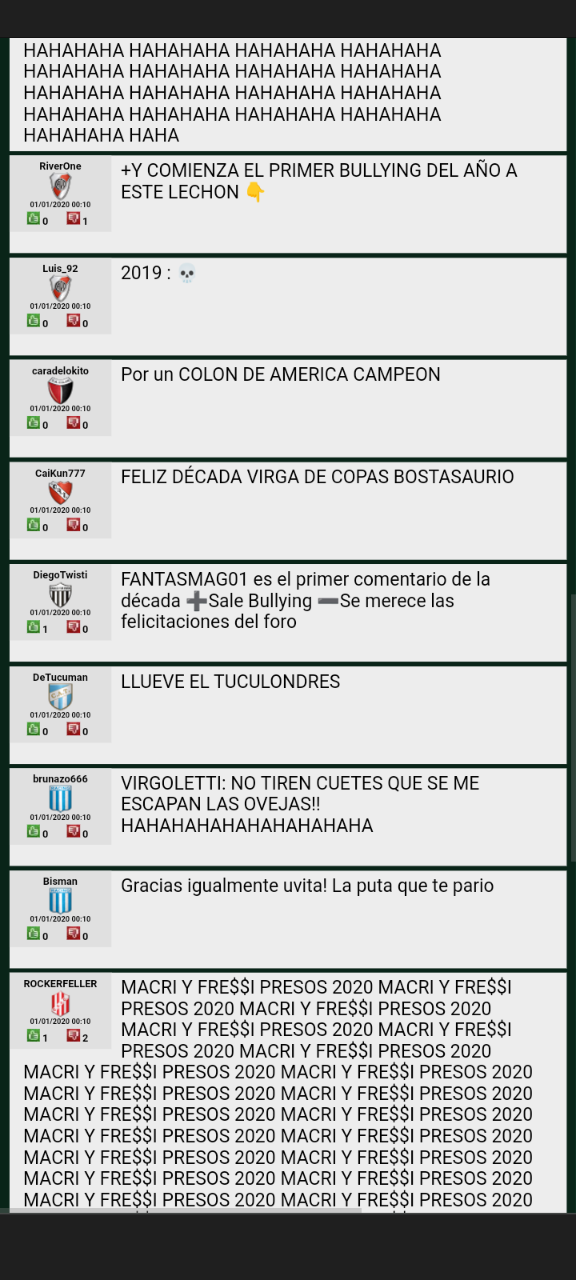 HAHAHAHA HAHAHAHA HAHAHAHA HAHAHAHA
HAHAHAHA HAHAHAHA HAHAHAHA HAHAHAHA
HAHAHAHA HAHAHAHA HAHAHAHA HAHAHAHA
HAHAHAHA HAHAHAHA HAHAHAHA HAHAHAHA
HAHAHAHA HAHA
RiverOne
01/01/2020 00:10
0 1
+Y COMIENZA EL PRIMER BULLYING DEL AÑO A
ESTE LECHON 👇
Luis_92
01/01/2020 00:10
0 0
2019 : 💀
caradelokito
01/01/2020 00:10
0 0
Por un COLON DE AMERICA CAMPEON
CaiKun777
01/01/2020 00:10
0 0
FELIZ DÉCADA VIRGA DE COPAS BOSTASAURIO
DiegoTwisti
01/01/2020 00:10
1 0
FANTASMAG01 es el primer comentario de la
década ➕Sale Bullying ➖Se merece las
felicitaciones del foro
DeTucuman
01/01/2020 00:10
0 0
LLUEVE EL TUCULONDRES
brunazo666
01/01/2020 00:10
0 0
VIRGOLETTI: NO TIREN CUETES QUE SE ME
ESCAPAN LAS OVEJAS!!
HAHAHAHAHAHAHAHAHAHA
Bisman
01/01/2020 00:10
0 0
Gracias igualmente uvita! La puta que te pario
ROCKERFELLER
01/01/2020 00:10
1 2
MACRI Y FRE$$I PRESOS 2020 MACRI Y FRE$$I
PRESOS 2020 MACRI Y FRE$$I PRESOS 2020
MACRI Y FRE$$I PRESOS 2020 MACRI Y FRE$$I
PRESOS 2020 MACRI Y FRE$$I PRESOS 2020
MACRI Y FRE$$I PRESOS 2020 MACRI Y FRE$$I PRESOS 2020
MACRI Y FRE$$I PRESOS 2020 MACRI Y FRE$$I PRESOS 2020
MACRI Y FRE$$I PRESOS 2020 MACRI Y FRE$$I PRESOS 2020
MACRI Y FRE$$I PRESOS 2020 MACRI Y FRE$$I PRESOS 2020
MACRI Y FRE$$I PRESOS 2020 MACRI Y FRE$$I PRESOS 2020
MACRI Y FRE$$I PRESOS 2020 MACRI Y FRE$$I PRESOS 2020
MACRI Y FRE$$I PRESOS 2020 MACRI Y FRE$$I PRESOS 2020